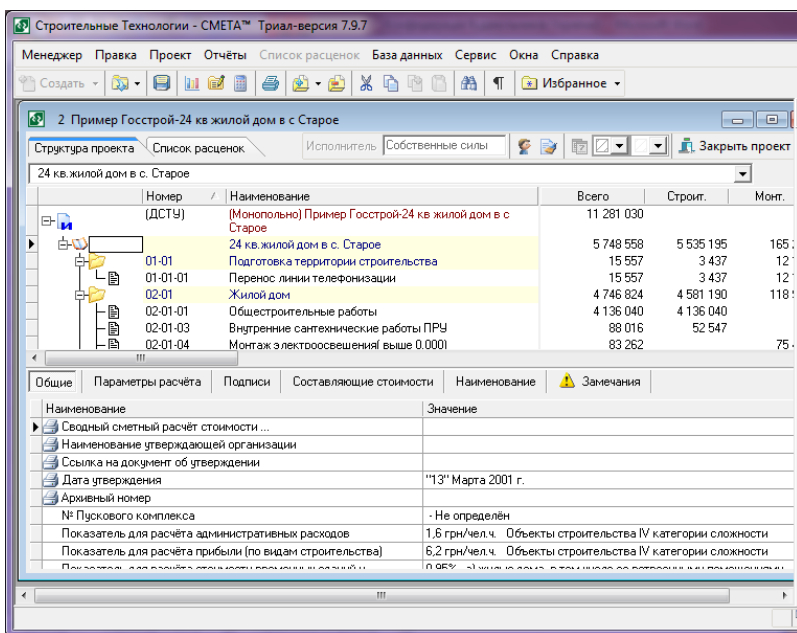 Строительные Технологии - СМЕТА™ Триал-версия 7.9.7
Менеджер Правка Проект Отчёты Список расценок База данных Сервис Окна Справка
Создать Избранное
2 Пример Госстрой-24 кв жилой дом в с Старое
Структура проекта Список расценок Исполнитель Собственные силы Закрыть проект
24 кв.жилой дом в с. Старое
Номер Наименование Всего Строит. Монт.
(ДСТУ) (Монопольно) Пример Госстрой-24 кв жилой дом в с 11 281 030
Старое
24 кв.жилой дом в с. Старое 5 748 558 5 535 195 165
01-01 Подготовка территории строительства 15 557 3 437 12
01-01-01 Перенос линии телефонизации 15 557 3 437 12
02-01 Жилой дом 4 746 824 4 581 190 118
02-01-01 Общестроительные работы 4 136 040 4 136 040
02-01-03 Внутренние сантехнические работы ПРУ 88 016 52 547
02-01-04 Монтаж электроосвещения( выше 0.000) 83 262 75
Общие Параметры расчёта Подписи Составляющие стоимости Наименование Замечания
Наименование Значение
Сводный сметный расчёт стоимости ...
Наименование утверждающей организации
Ссылка на документ об утверждении
Дата утверждения "13" Марта 2001 г.
Архивный номер
№ Пускового комплекса - Не определён
Показатель для расчёта административных расходов 1,6 грн/чел.ч. Объекты строительства IV категории сложности
Показатель для расчёта прибыли (по видам строительства) 6,2 грн/чел.ч. Объекты строительства IV категории сложности